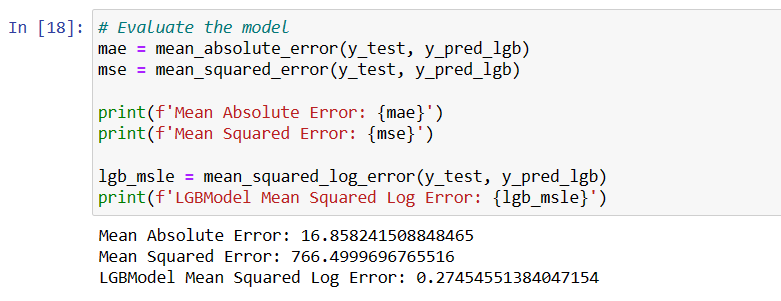 In [18]: # Evaluate the model
mae = mean_absolute_error(y_test, y_pred_lgb)
mse = mean_squared_error(y_test, y_pred_lgb)
print(f'Mean Absolute Error: {mae}')
print(f'Mean Squared Error: {mse}')
lgb_msle = mean_squared_log_error(y_test, y_pred_lgb)
print(f'LGBModel Mean Squared Log Error: {lgb_msle}')
Mean Absolute Error: 16.858241508848465
Mean Squared Error: 766.4999696765516
LGBModel Mean Squared Log Error: 0.27454551384047154